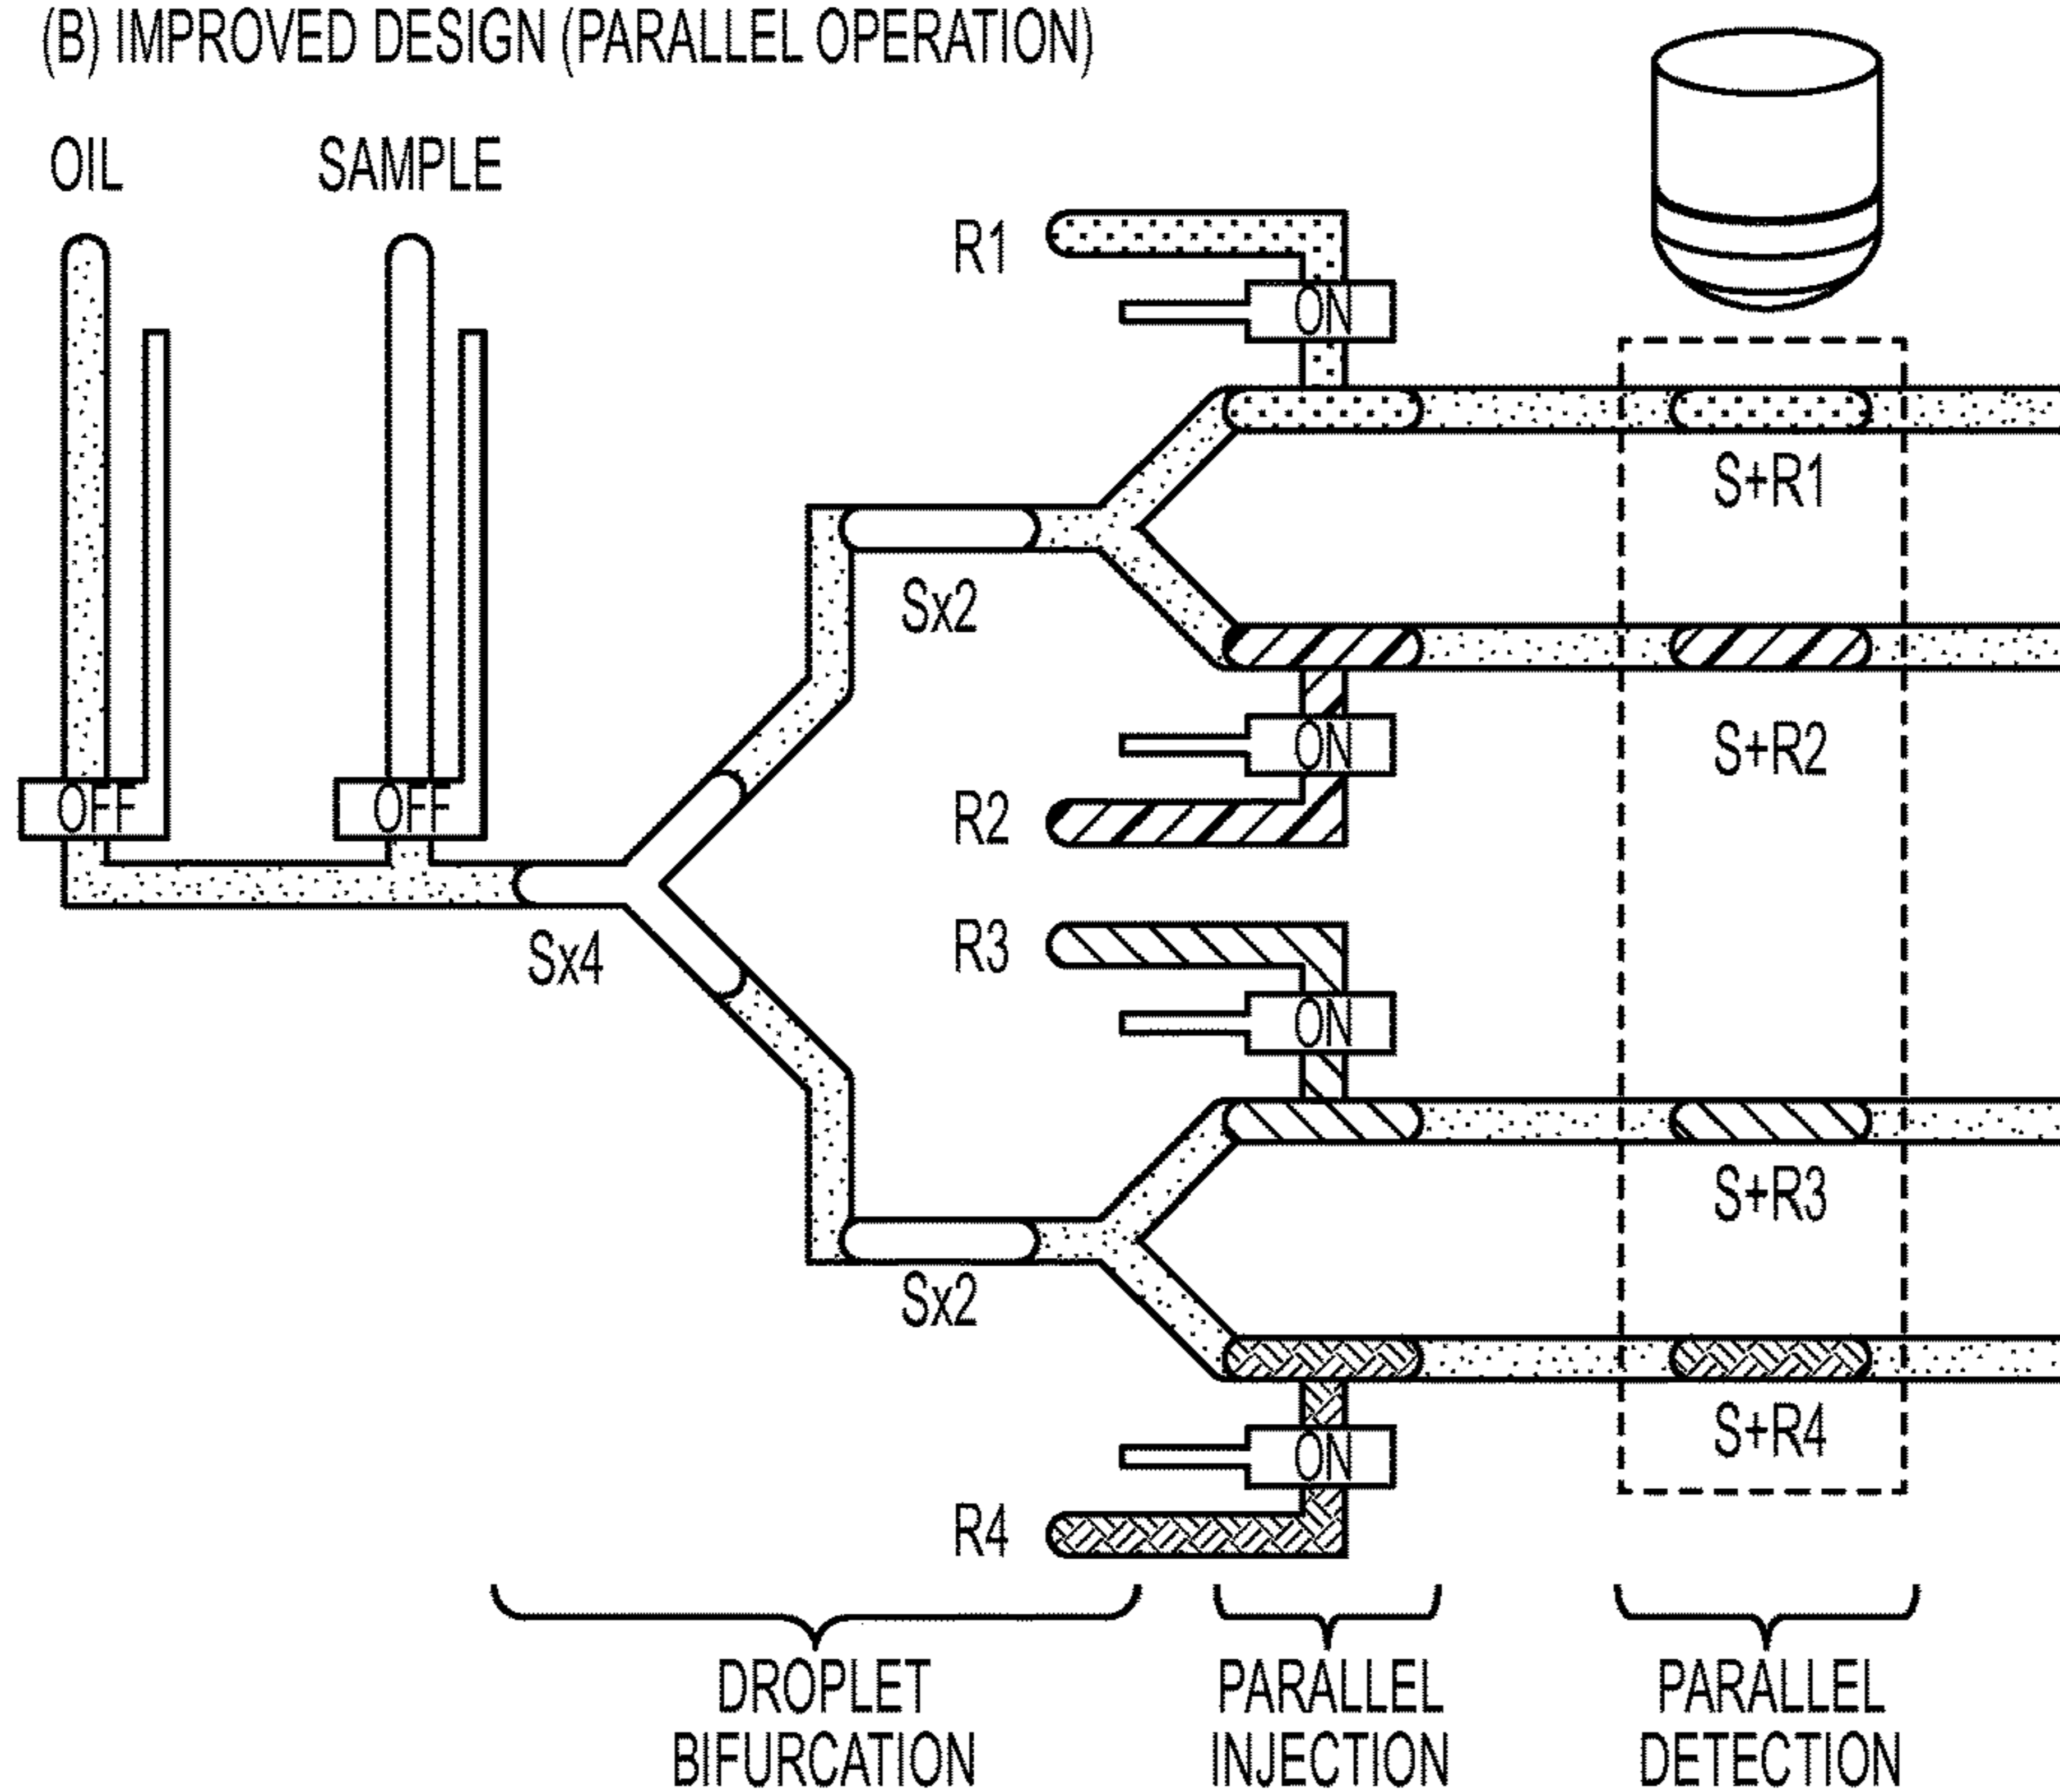 (B) IMPROVED DESIGN (PARALLEL OPERATION)
OIL
SAMPLE
R1
ON
S+R1
Sx2
ON
S+R2
OFF
OFF
R2
R3
Sx4
ON
S+R3
Sx2
S+R4
ON
R4
DROPLET
BIFURCATION
PARALLEL
INJECTION
PARALLEL
DETECTION